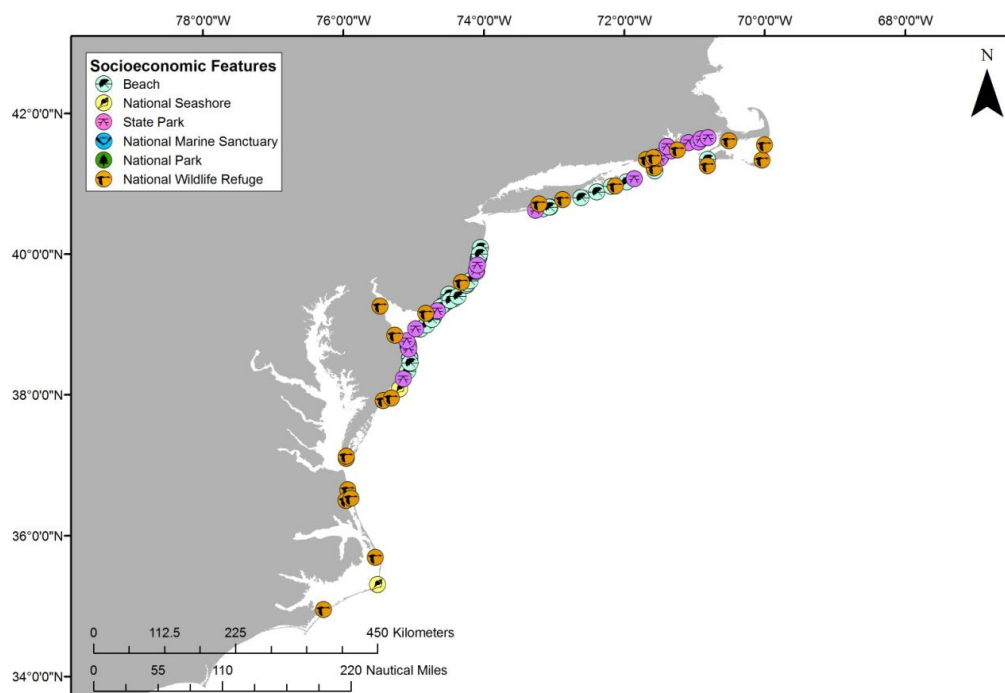 78°0'0"W 76°0'0"W 74°0'0"W 72°0'0"W 70°0'0"W 68°0'0"W
N
Socioeconomic Features
Beach
National Seashore
State Park
National Marine Sanctuary
National Park
National Wildlife Refuge
42°0'0"N
40°0'0"N
38°0'0"N
36°0'0"N
34°0'0"N
0 112.5 225 450 Kilometers
0 55 110 220 Nautical Miles